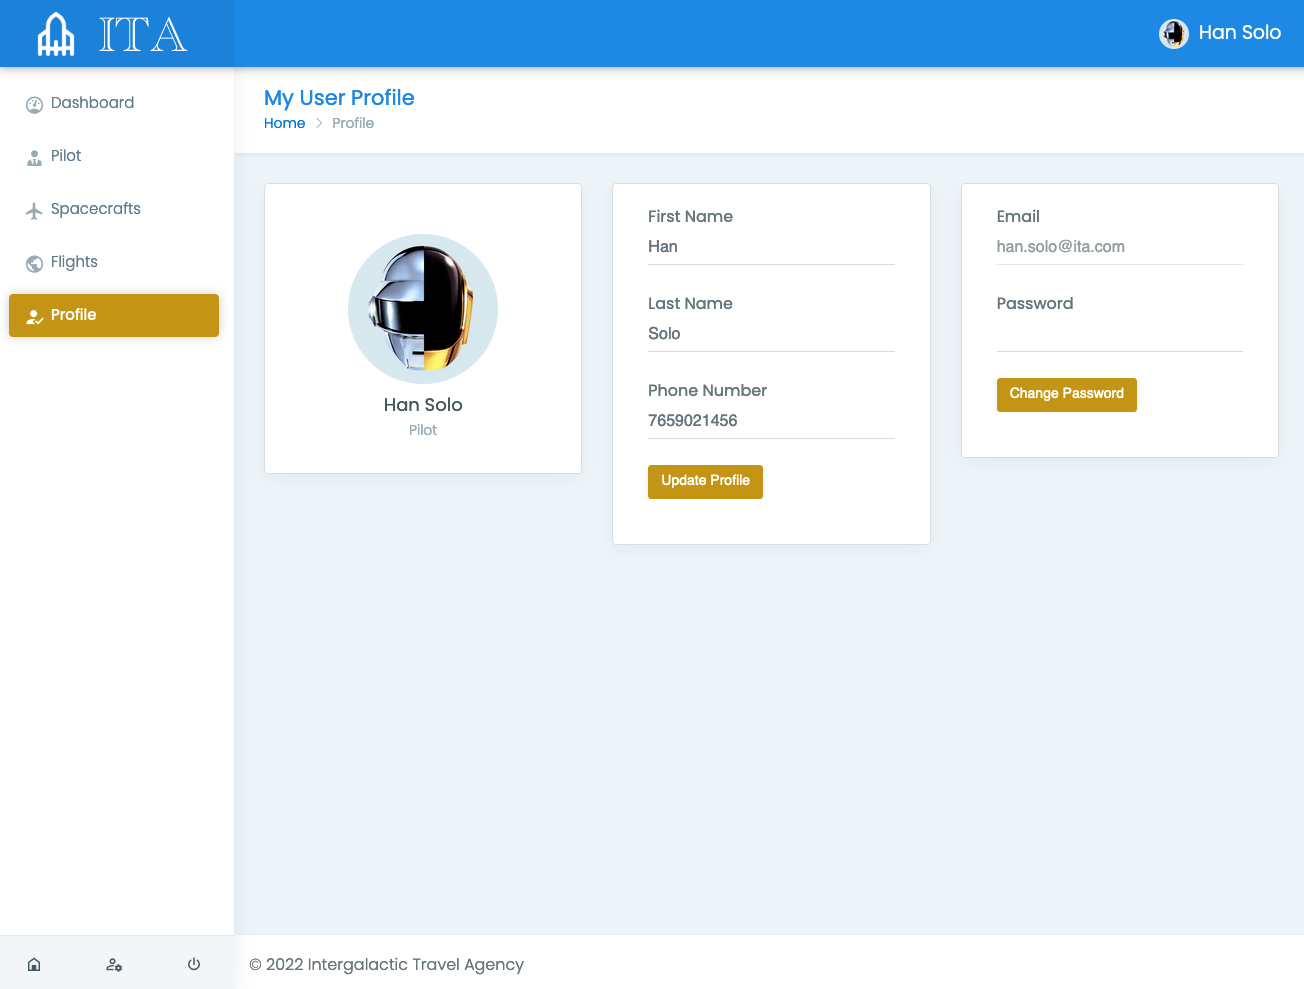 ITA
Han Solo
Dashboard
Pilot
Spacecrafts
Flights
Profile
My User Profile
Home > Profile
Han Solo
Pilot
First Name
Han
Last Name
Solo
Phone Number
7659021456
Update Profile
Email
han.solo@ita.com
Password
Change Password
© 2022 Intergalactic Travel Agency